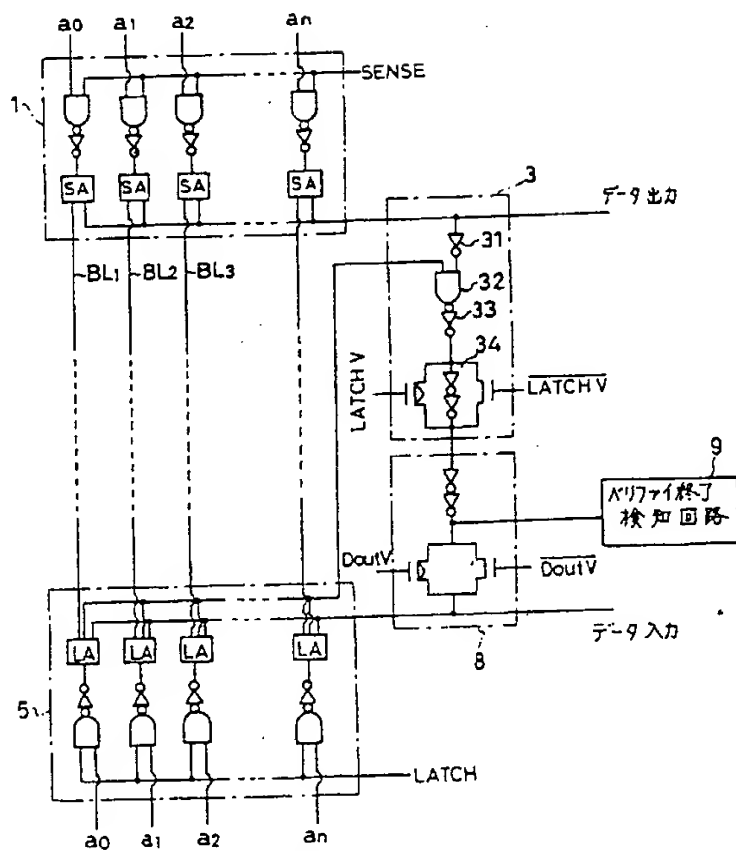 a0 a1 a2 an
SENSE
1
SA SA SA SA
3
データ出力
31
BL1 BL2 BL3
32
33
34
LATCHV
LATCHV
9
ベリファイ終了
検知回路
DoutV
DoutV
データ入力
8
LA LA LA LA
5
LATCH
a0 a1 a2 an